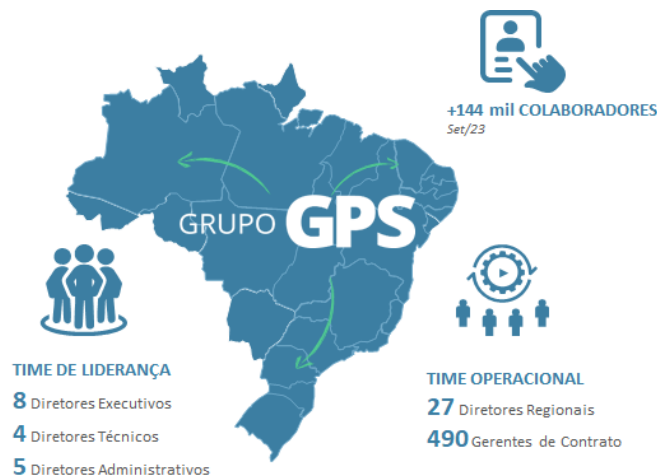 +144 mil COLABORADORES
Set/23
GRUPO GPS
TIME DE LIDERANÇA
8 Diretores Executivos
4 Diretores Técnicos
5 Diretores Administrativos
TIME OPERACIONAL
27 Diretores Regionais
490 Gerentes de Contrato